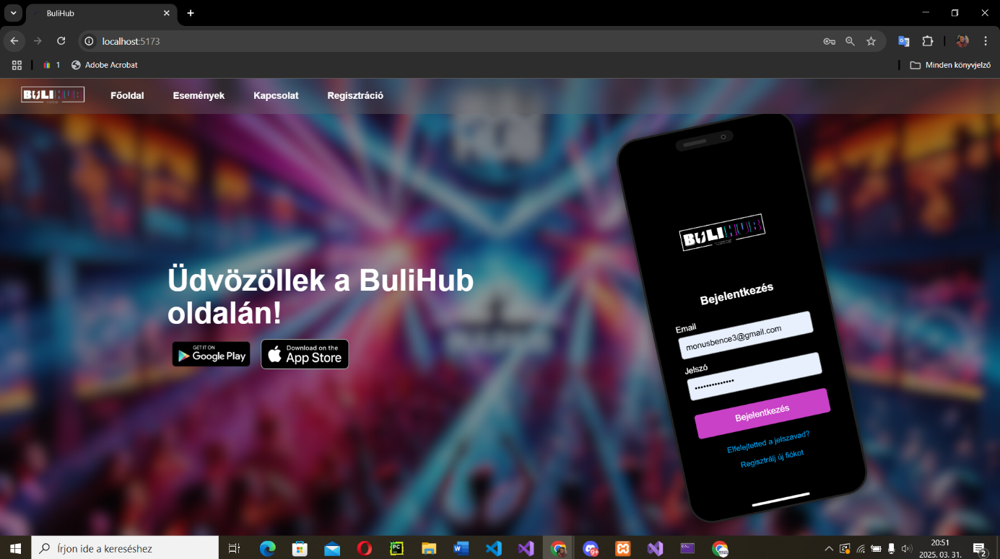 BuliHub
localhost:5173
1
Adobe Acrobat
Minden könyvjelző
BULIHUB
Főoldal
Események
Kapcsolat
Regisztráció
BULIHUB
Üdvözöllek a BuliHub
oldalán!
GET IT ON
Google Play
Download on the
App Store
Bejelentkezés
Email
monusbence3@gmail.com
Jelszó
••••••••••••••
Bejelentkezés
Elfelejtetted a jelszavad?
Regisztrálj új fiókot
Írjon ide a kereséshez
20:51
2025. 03. 31.
2